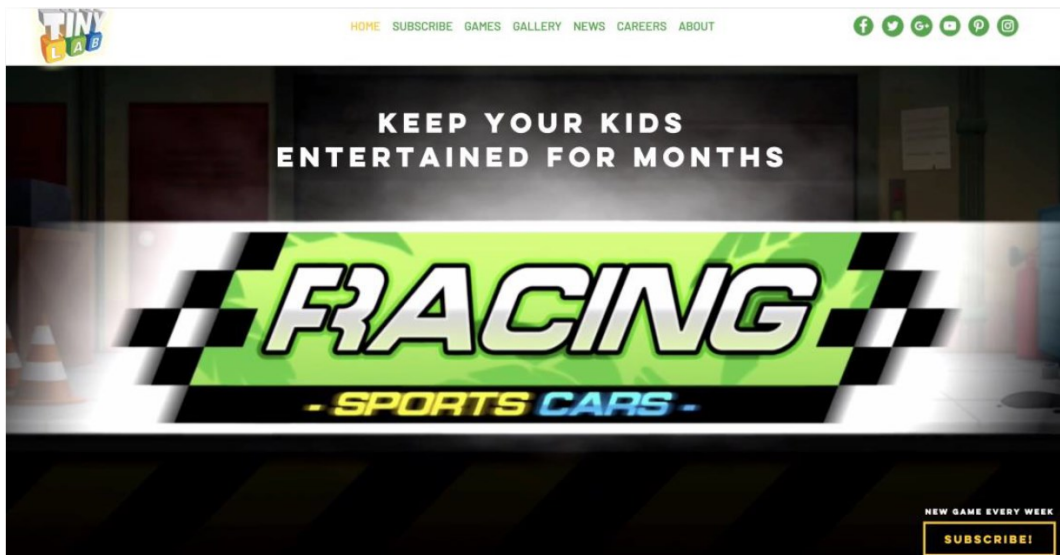 TINY
LAB
HOME SUBSCRIBE GAMES GALLERY NEWS CAREERS ABOUT
KEEP YOUR KIDS
ENTERTAINED FOR MONTHS
RACING
- SPORTS CARS -
NEW GAME EVERY WEEK
SUBSCRIBE!